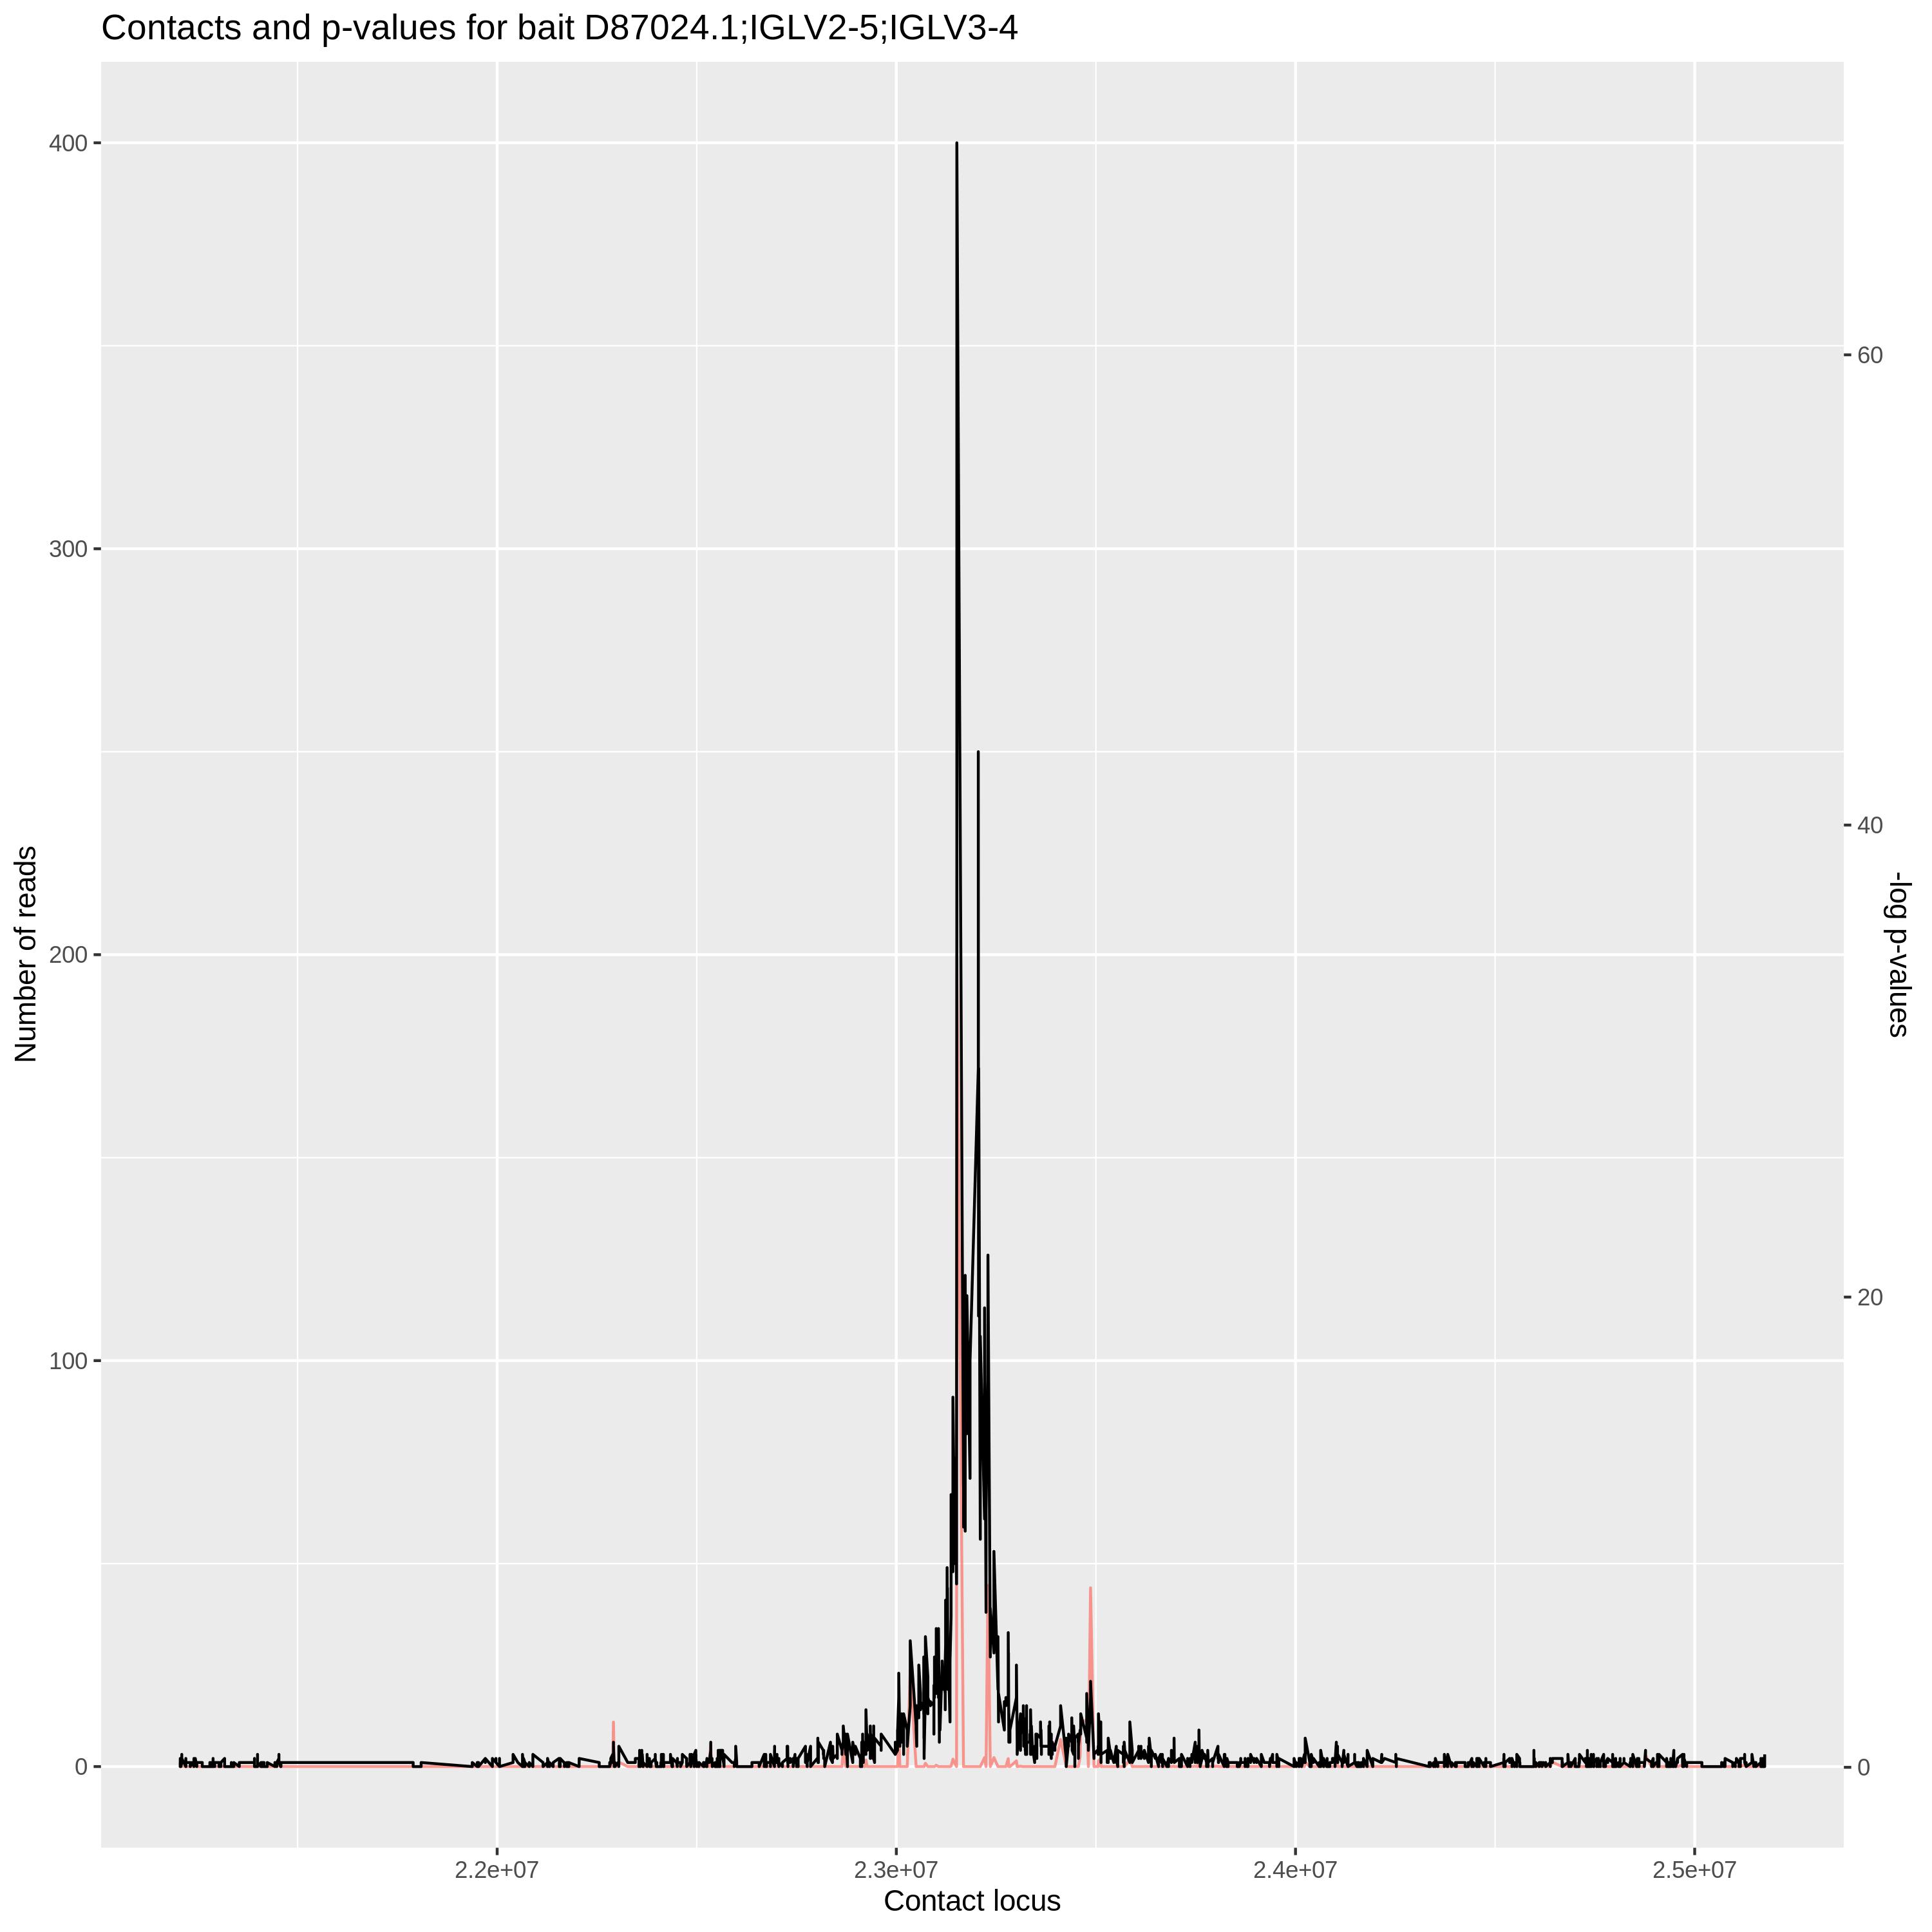 Contacts and p-values for bait D87024.1;IGLV2-5;IGLV3-4
400
300
200
100
0
Number of reads
60
40
20
0
-log p-values
2.2e+07
2.3e+07
2.4e+07
2.5e+07
Contact locus